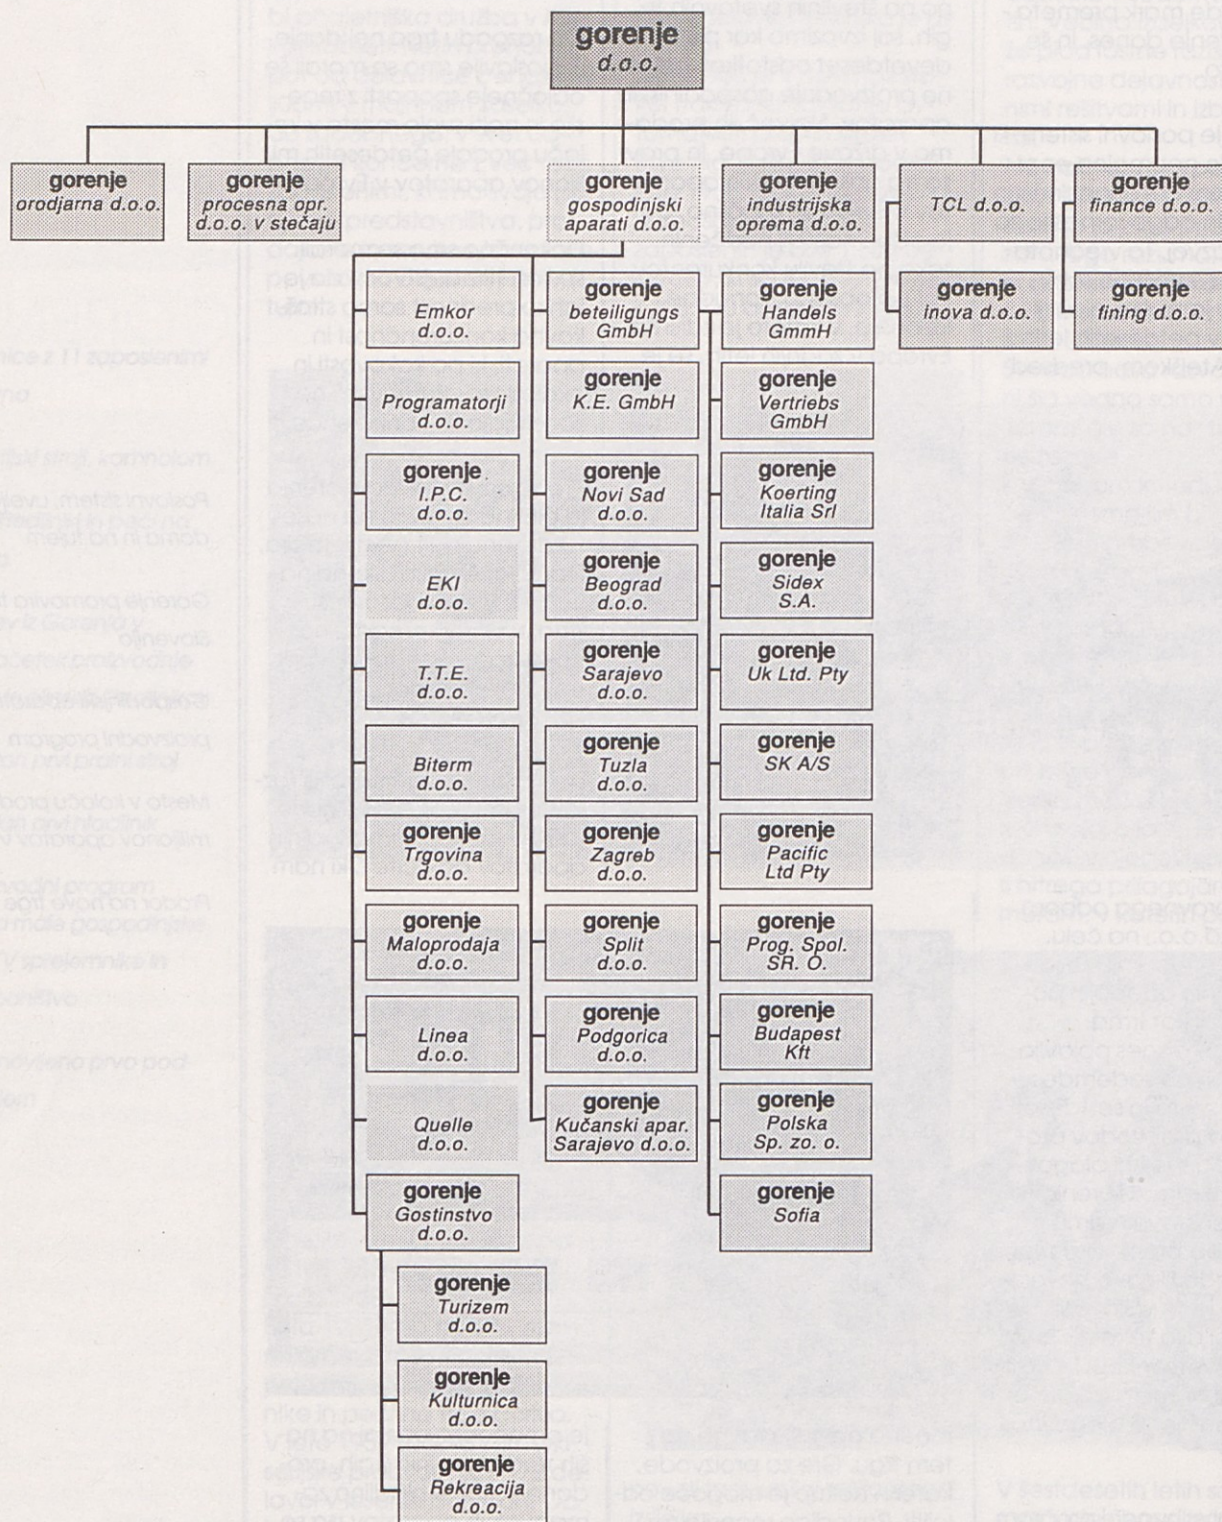 gorenje
d.o.o.
gorenje
orodjarna d.o.o.
gorenje
procesna opr.
d.o.o. v stečaju
gorenje
gospodinjski
aparati d.o.o.
gorenje
industrijska
oprema d.o.o.
gorenje
TCL d.o.o.
gorenje
finance d.o.o.
gorenje
Inova d.o.o.
gorenje
fining d.o.o.
Emkor
d.o.o.
Programatorji
d.o.o.
gorenje
I.P.C.
d.o.o.
EKI
d.o.o.
T.T.E.
d.o.o.
Biterm
d.o.o.
gorenje
Trgovina
d.o.o.
gorenje
Maloprodaja
d.o.o.
Linea
d.o.o.
Quelle
d.o.o.
gorenje
Gostinstvo
d.o.o.
gorenje
Turizem
d.o.o.
gorenje
Kulturnica
d.o.o.
gorenje
Rekreacija
d.o.o.
gorenje
beteiligungs
GmbH
gorenje
K.E. GmbH
gorenje
Novi Sad
d.o.o.
gorenje
Beograd
d.o.o.
gorenje
Sarajevo
d.o.o.
gorenje
Tuzla
d.o.o.
gorenje
Zagreb
d.o.o.
gorenje
Split
d.o.o.
gorenje
Podgorica
d.o.o.
gorenje
Kučanski apar.
Sarajevo d.o.o.
gorenje
Handels
GmmH
gorenje
Vertriebs
GmbH
gorenje
Koerting
Italia Srl
gorenje
Sidex
S.A.
gorenje
Uk Ltd. Pty
gorenje
SK A/S
gorenje
Pacific
Ltd Pty
gorenje
Prog. Spol.
SR. O.
gorenje
Budapest
Kft
gorenje
Polska
Sp. zo. o.
gorenje
Sofia